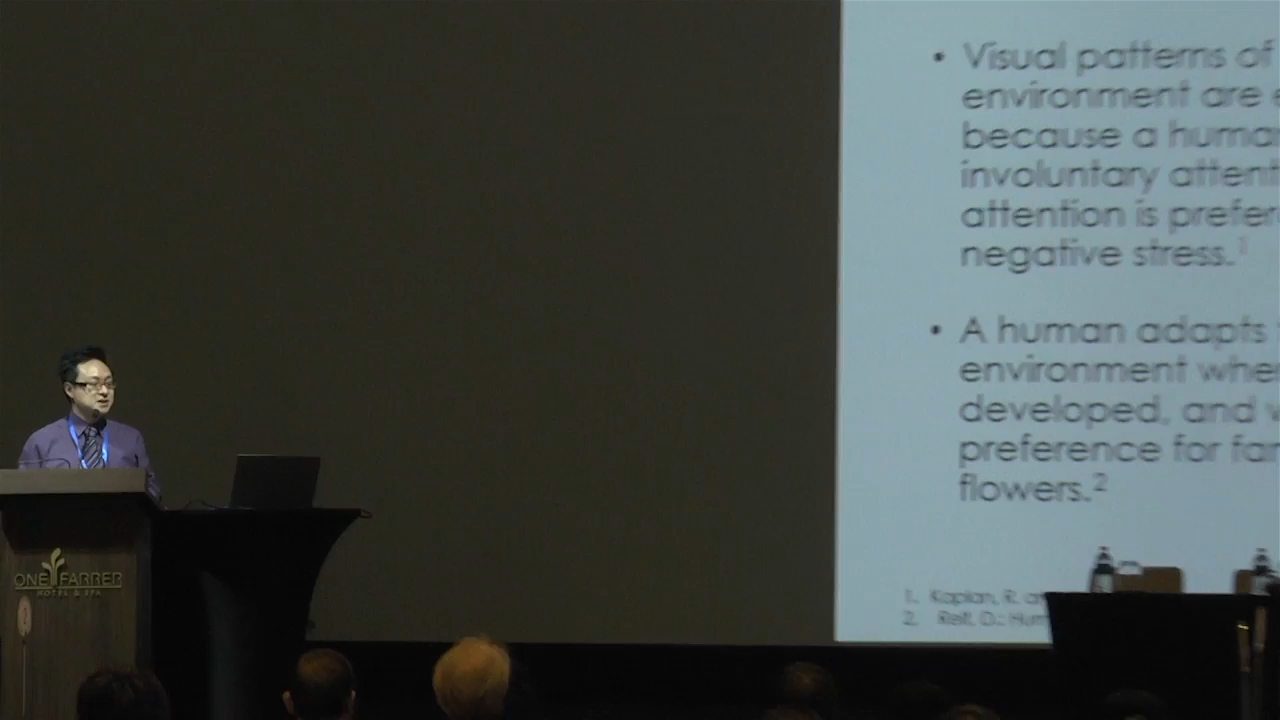 • Visual patterns of
environment are
because a human
involuntary attent
attention is prefer
negative stress.1
• A human adapts
environment whe
developed, and
preference for fa
flowers.2
1. Kaplan, R. a
2. Relf, D.: Hum
ONE FARRER
HOTEL & SPA